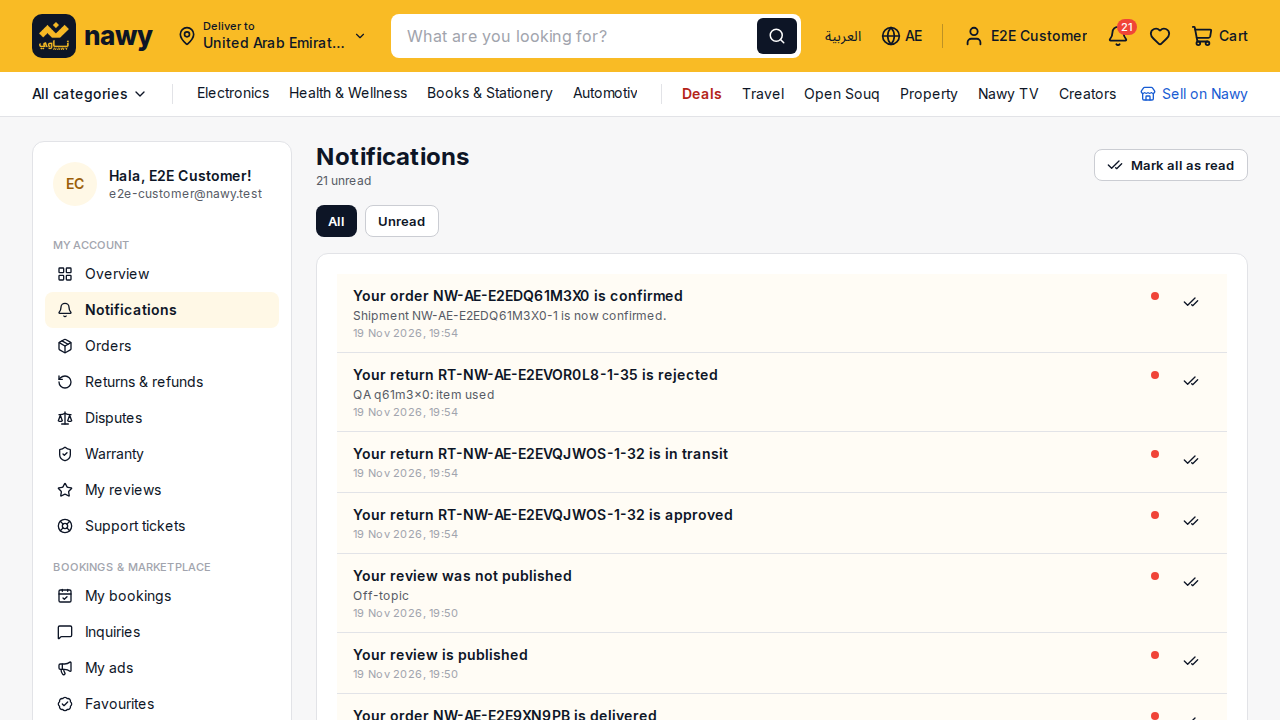 ناوي
NAWY
nawy
Deliver to
United Arab Emirat...
What are you looking for?
العربية
AE
E2E Customer
21
Cart
All categories
Electronics
Health & Wellness
Books & Stationery
Automotiv
Deals
Travel
Open Souq
Property
Nawy TV
Creators
Sell on Nawy
EC
Hala, E2E Customer!
e2e-customer@nawy.test
MY ACCOUNT
Overview
Notifications
Orders
Returns & refunds
Disputes
Warranty
My reviews
Support tickets
BOOKINGS & MARKETPLACE
My bookings
Inquiries
My ads
Favourites
Notifications
21 unread
Mark all as read
All
Unread
Your order NW-AE-E2EDQ61M3X0 is confirmed
Shipment NW-AE-E2EDQ61M3X0-1 is now confirmed.
19 Nov 2026, 19:54
Your return RT-NW-AE-E2EVOR0L8-1-35 is rejected
QA q61m3x0: item used
19 Nov 2026, 19:54
Your return RT-NW-AE-E2EVQJWOS-1-32 is in transit
19 Nov 2026, 19:54
Your return RT-NW-AE-E2EVQJWOS-1-32 is approved
19 Nov 2026, 19:54
Your review was not published
Off-topic
19 Nov 2026, 19:50
Your review is published
19 Nov 2026, 19:50
Your order NW-AE-E2E9XN9PB is delivered